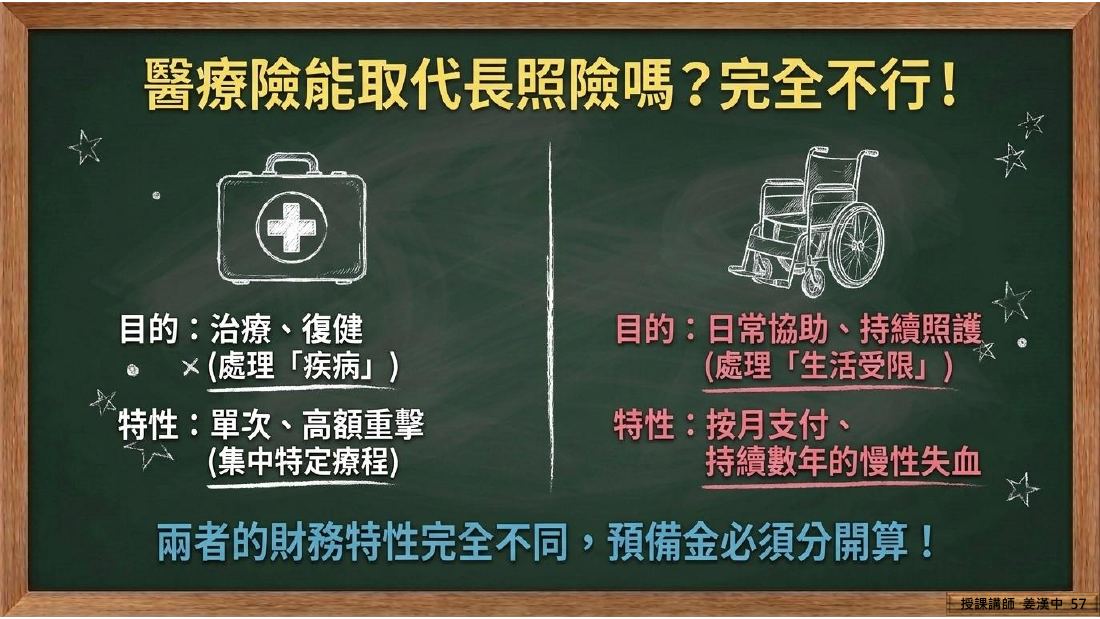 醫療險能取代長照險嗎？完全不行！
目的：治療、復健
(處理「疾病」)
特性：單次、高額重擊
(集中特定療程)
目的：日常協助、持續照護
(處理「生活受限」)
特性：按月支付、
持續數年的慢性失血
兩者的財務特性完全不同，預備金必須分開算！
授課講師 姜漢中 57